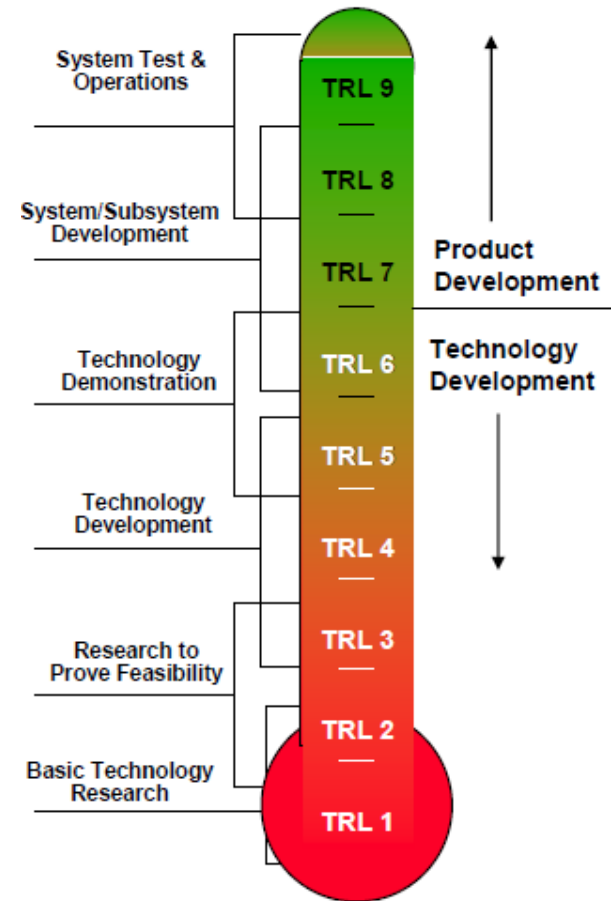 System Test &
Operations
System/Subsystem
Development
Technology
Demonstration
Technology
Development
Research to
Prove Feasibility
Basic Technology
Research
TRL 9
TRL 8
TRL 7
TRL 6
TRL 5
TRL 4
TRL 3
TRL 2
TRL 1
Product
Development
Technology
Development